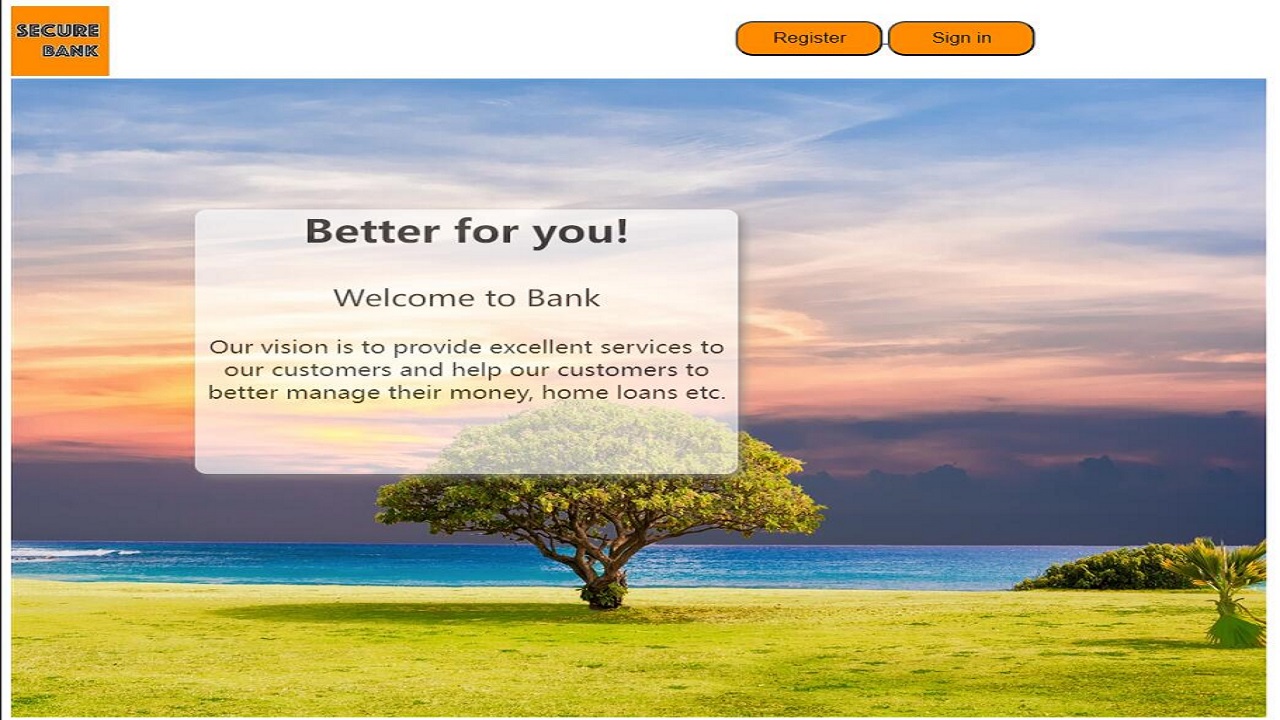 SECURE
BANK
Register
Sign in
Better for you!
Welcome to Bank
Our vision is to provide excellent services to
our customers and help our customers to
better manage their money, home loans etc.